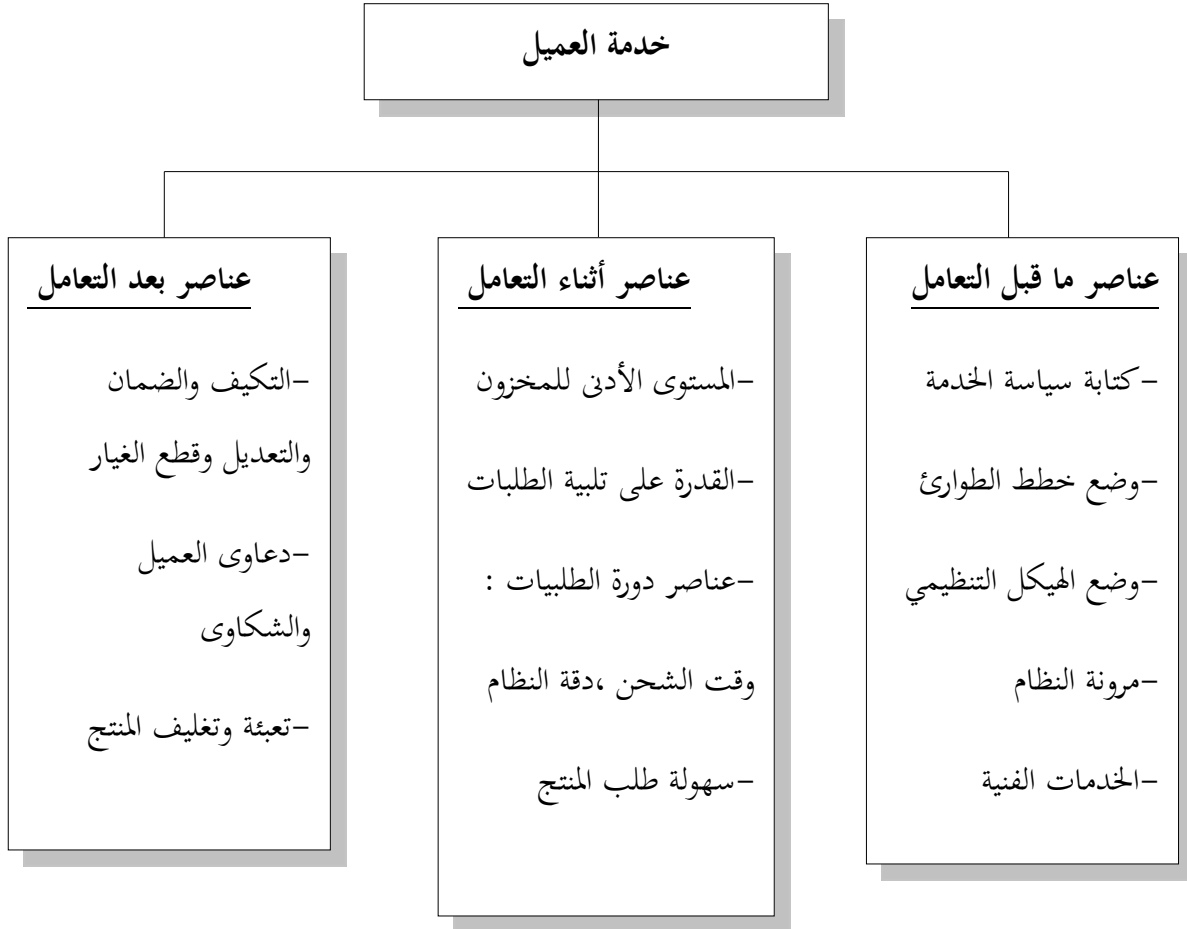 خدمة العميل
عناصر ما قبل التعامل
-كتابة سياسة الخدمة
-وضع خطط الطوارئ
-وضع الهيكل التنظيمي
-مرونة النظام
-الخدمات الفنية
عناصر أثناء التعامل
-المستوى الأدنى للمخزون
-القدرة على تلبية الطلبات
-عناصر دورة الطلبيات :
وقت الشحن ،دقة النظام
-سهولة طلب المنتج
عناصر بعد التعامل
-التكيف والضمان
والتعديل وقطع الغيار
-دعاوى العميل
والشكاوى
-تعبئة وتغليف المنتج